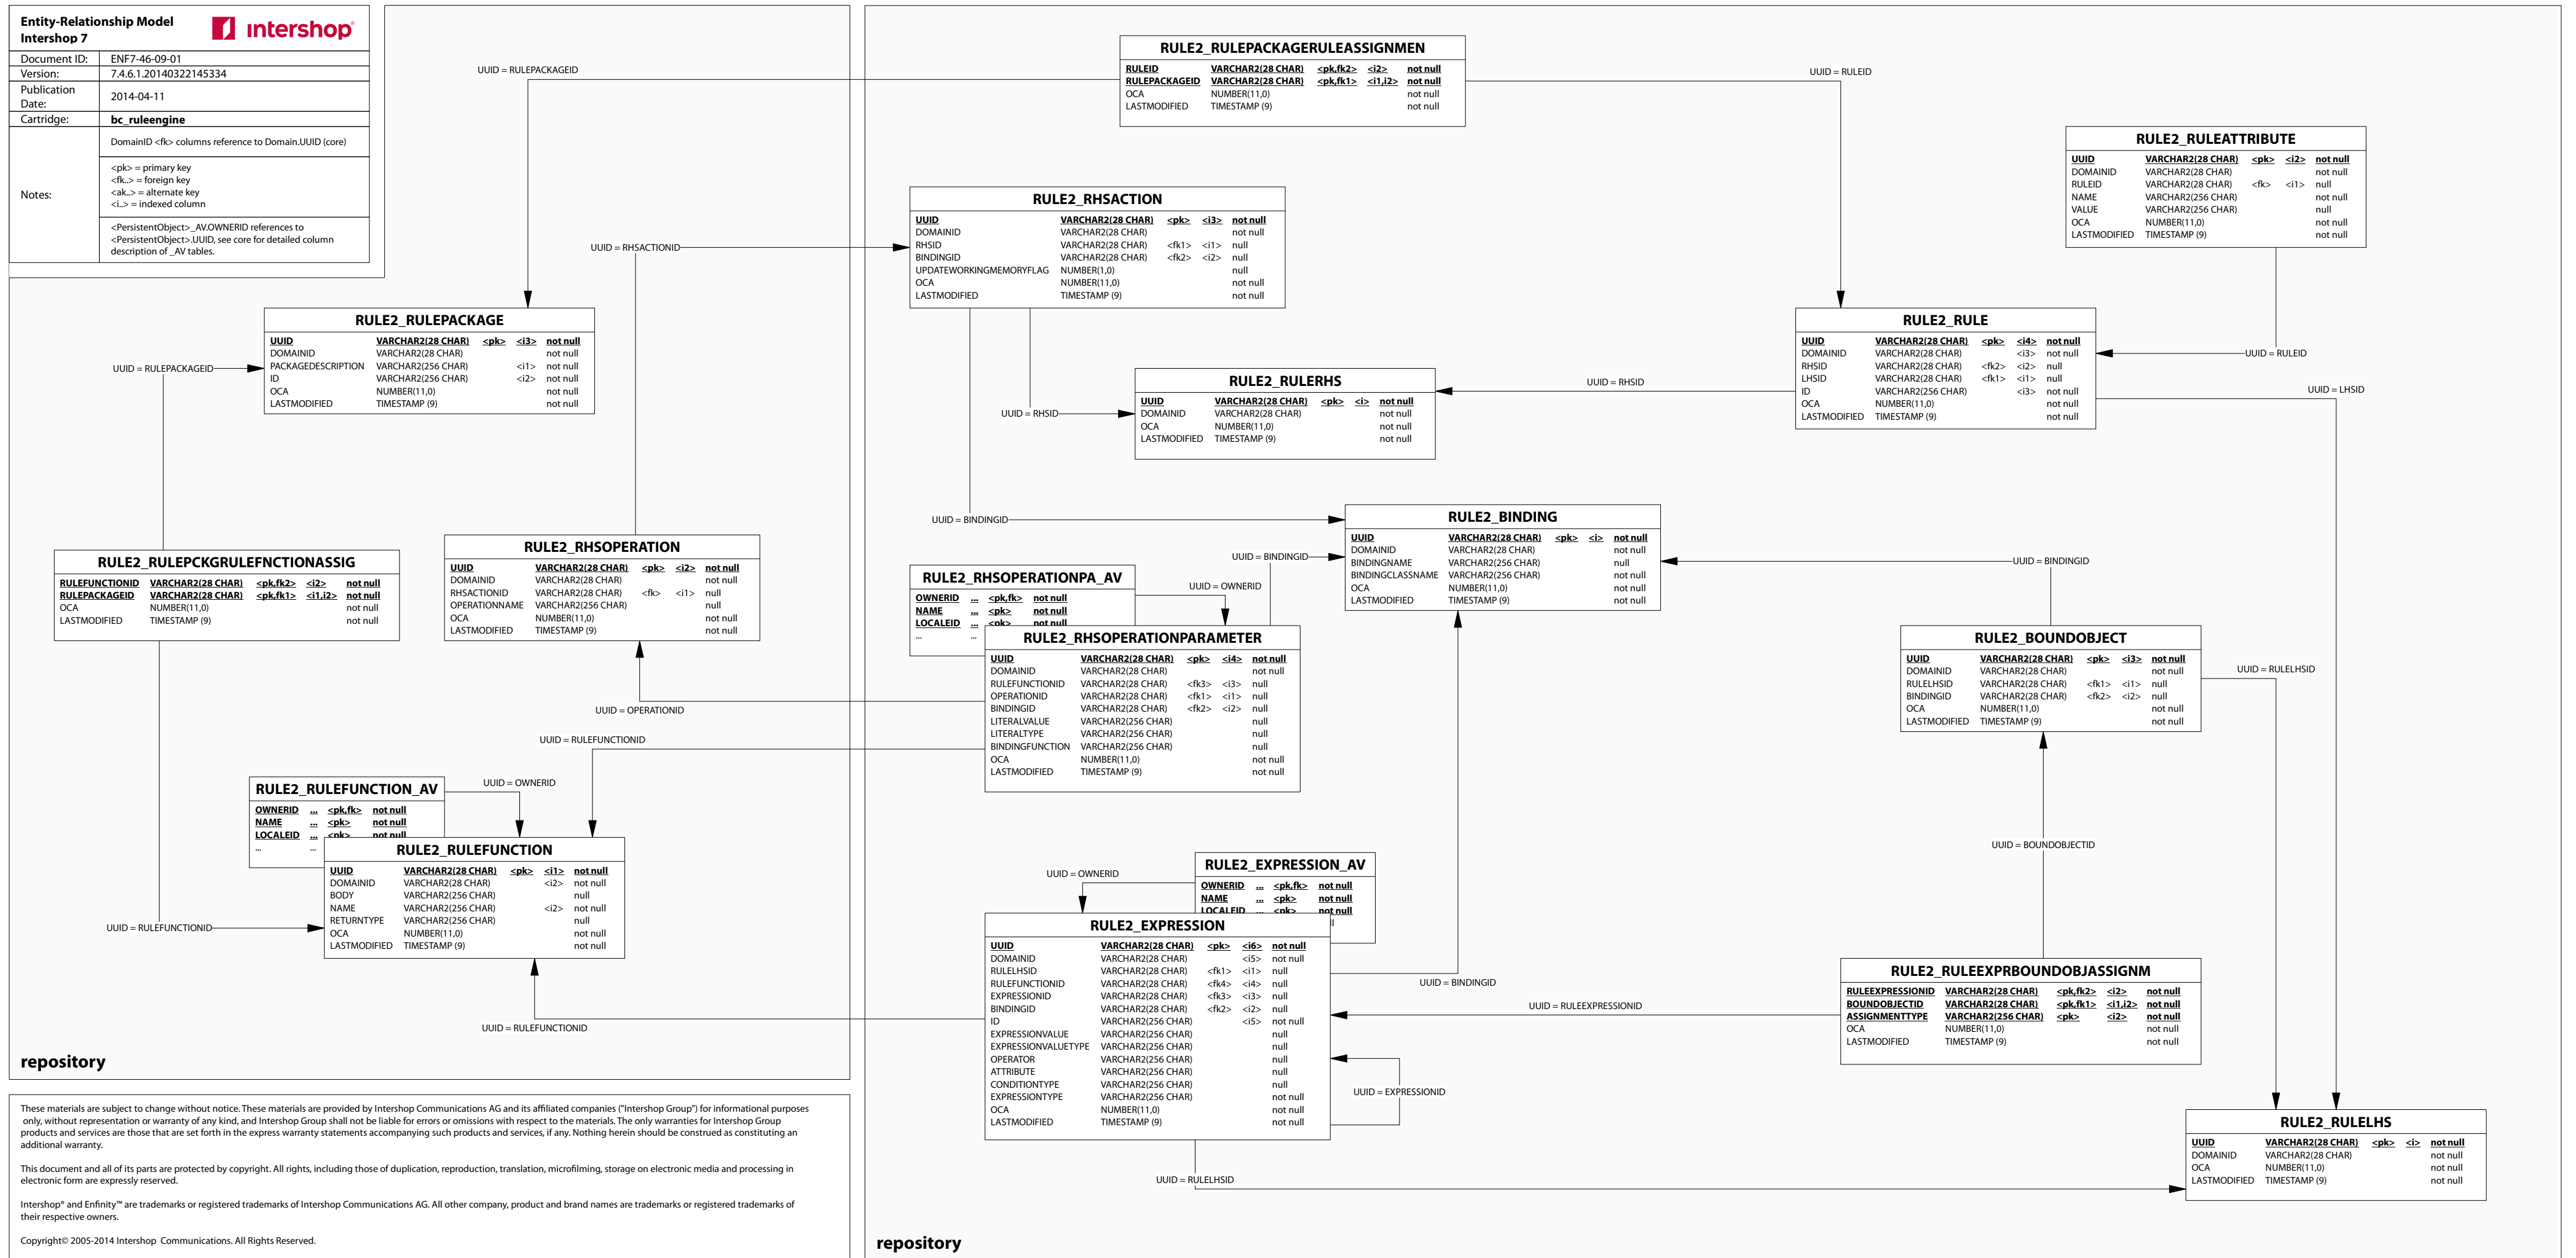 Entity-Relationship Model
Intershop 7
intershop®
Document ID: ENF7-46-09-01
Version: 7.4.6.1.20140322145334
Publication Date: 2014-04-11
Cartridge: bc_ruleengine
Notes:
DomainID <fk> columns reference to Domain.UUID (core)
<pk> = primary key
<fk..> = foreign key
<ak..> = alternate key
<i..> = indexed column
<PersistentObject>_AV.OWNERID references to
<PersistentObject>.UUID, see core for detailed column
description of _AV tables.
UUID = RULEPACKAGEID
RULE2_RULEPACKAGERULEASSIGNMEN
RULEID VARCHAR2(28 CHAR) <pk,fk2> <i2> not null
RULEPACKAGEID VARCHAR2(28 CHAR) <pk,fk1> <i1,i2> not null
OCA NUMBER(11,0) not null
LASTMODIFIED TIMESTAMP (9) not null
UUID = RULEID
RULE2_RULEATTRIBUTE
UUID VARCHAR2(28 CHAR) <pk> <i2> not null
DOMAINID VARCHAR2(28 CHAR) not null
RULEID VARCHAR2(28 CHAR) <fk> <i1> null
NAME VARCHAR2(256 CHAR) not null
VALUE VARCHAR2(256 CHAR) null
OCA NUMBER(11,0) not null
LASTMODIFIED TIMESTAMP (9) not null
RULE2_RHSACTION
UUID VARCHAR2(28 CHAR) <pk> <i3> not null
DOMAINID VARCHAR2(28 CHAR) not null
RHSID VARCHAR2(28 CHAR) <fk1> <i1> null
BINDINGID VARCHAR2(28 CHAR) <fk2> <i2> null
UPDATEWORKINGMEMORYFLAG NUMBER(1,0) null
OCA NUMBER(11,0) not null
LASTMODIFIED TIMESTAMP (9) not null
UUID = RHSACTIONID
RULE2_RULEPACKAGE
UUID VARCHAR2(28 CHAR) <pk> <i3> not null
DOMAINID VARCHAR2(28 CHAR) not null
PACKAGEDESCRIPTION VARCHAR2(256 CHAR) <i1> not null
ID VARCHAR2(256 CHAR) <i2> not null
OCA NUMBER(11,0) not null
LASTMODIFIED TIMESTAMP (9) not null
UUID = RULEPACKAGEID
RULE2_RULE
UUID VARCHAR2(28 CHAR) <pk> <i4> not null
DOMAINID VARCHAR2(28 CHAR) <i3> not null
RHSID VARCHAR2(28 CHAR) <fk2> <i2> null
LHSID VARCHAR2(28 CHAR) <fk1> <i1> null
ID VARCHAR2(256 CHAR) <i3> not null
OCA NUMBER(11,0) not null
LASTMODIFIED TIMESTAMP (9) not null
UUID = RULEID
UUID = LHSID
UUID = RHSID
RULE2_RULERHS
UUID VARCHAR2(28 CHAR) <pk> <i> not null
DOMAINID VARCHAR2(28 CHAR) not null
OCA NUMBER(11,0) not null
LASTMODIFIED TIMESTAMP (9) not null
UUID = RHSID
UUID = BINDINGID
RULE2_BINDING
UUID VARCHAR2(28 CHAR) <pk> <i> not null
DOMAINID VARCHAR2(28 CHAR) not null
BINDINGNAME VARCHAR2(256 CHAR) null
BINDINGCLASSNAME VARCHAR2(256 CHAR) not null
OCA NUMBER(11,0) not null
LASTMODIFIED TIMESTAMP (9) not null
UUID = BINDINGID
UUID = BINDINGID
RULE2_RULEPCKGRULEFNCTIONASSIG
RULEFUNCTIONID VARCHAR2(28 CHAR) <pk,fk2> <i2> not null
RULEPACKAGEID VARCHAR2(28 CHAR) <pk,fk1> <i1,i2> not null
OCA NUMBER(11,0) not null
LASTMODIFIED TIMESTAMP (9) not null
RULE2_RHSOPERATION
UUID VARCHAR2(28 CHAR) <pk> <i2> not null
DOMAINID VARCHAR2(28 CHAR) not null
RHSACTIONID VARCHAR2(28 CHAR) <fk> <i1> null
OPERATIONNAME VARCHAR2(256 CHAR) null
OCA NUMBER(11,0) not null
LASTMODIFIED TIMESTAMP (9) not null
RULE2_RHSOPERATIONPA_AV
OWNERID ... <pk,fk> not null
NAME ... <pk> not null
LOCALEID ... <pk> not null
... ...
UUID = OWNERID
RULE2_RHSOPERATIONPARAMETER
UUID VARCHAR2(28 CHAR) <pk> <i4> not null
DOMAINID VARCHAR2(28 CHAR) not null
RULEFUNCTIONID VARCHAR2(28 CHAR) <fk3> <i3> null
OPERATIONID VARCHAR2(28 CHAR) <fk1> <i1> null
BINDINGID VARCHAR2(28 CHAR) <fk2> <i2> null
LITERALVALUE VARCHAR2(256 CHAR) null
LITERALTYPE VARCHAR2(256 CHAR) null
BINDINGFUNCTION VARCHAR2(256 CHAR) null
OCA NUMBER(11,0) not null
LASTMODIFIED TIMESTAMP (9) not null
RULE2_BOUNDOBJECT
UUID VARCHAR2(28 CHAR) <pk> <i3> not null
DOMAINID VARCHAR2(28 CHAR) not null
RULELHSID VARCHAR2(28 CHAR) <fk1> <i1> null
BINDINGID VARCHAR2(28 CHAR) <fk2> <i2> null
OCA NUMBER(11,0) not null
LASTMODIFIED TIMESTAMP (9) not null
UUID = RULELHSID
UUID = OPERATIONID
UUID = RULEFUNCTIONID
RULE2_RULEFUNCTION_AV
OWNERID ... <pk,fk> not null
NAME ... <pk> not null
LOCALEID ... <pk> not null
... ...
UUID = OWNERID
RULE2_RULEFUNCTION
UUID VARCHAR2(28 CHAR) <pk> <i1> not null
DOMAINID VARCHAR2(28 CHAR) <i2> not null
BODY VARCHAR2(256 CHAR) null
NAME VARCHAR2(256 CHAR) <i2> not null
RETURNTYPE VARCHAR2(256 CHAR) null
OCA NUMBER(11,0) not null
LASTMODIFIED TIMESTAMP (9) not null
UUID = RULEFUNCTIONID
UUID = RULEFUNCTIONID
UUID = BOUNDOBJECTID
RULE2_EXPRESSION_AV
OWNERID ... <pk,fk> not null
NAME ... <pk> not null
LOCALEID ... <pk> not null
UUID = OWNERID
RULE2_EXPRESSION
UUID VARCHAR2(28 CHAR) <pk> <i6> not null
DOMAINID VARCHAR2(28 CHAR) <i5> not null
RULELHSID VARCHAR2(28 CHAR) <fk1> <i1> null
RULEFUNCTIONID VARCHAR2(28 CHAR) <fk4> <i4> null
EXPRESSIONID VARCHAR2(28 CHAR) <fk3> <i3> null
BINDINGID VARCHAR2(28 CHAR) <fk2> <i2> null
ID VARCHAR2(256 CHAR) <i5> not null
EXPRESSIONVALUE VARCHAR2(256 CHAR) null
EXPRESSIONVALUETYPE VARCHAR2(256 CHAR) null
OPERATOR VARCHAR2(256 CHAR) null
ATTRIBUTE VARCHAR2(256 CHAR) null
CONDITIONTYPE VARCHAR2(256 CHAR) null
EXPRESSIONTYPE VARCHAR2(256 CHAR) not null
OCA NUMBER(11,0) not null
LASTMODIFIED TIMESTAMP (9) not null
UUID = BINDINGID
UUID = RULEEXPRESSIONID
UUID = EXPRESSIONID
RULE2_RULEEXPRBOUNDOBJASSIGNM
RULEEXPRESSIONID VARCHAR2(28 CHAR) <pk,fk2> <i2> not null
BOUNDOBJECTID VARCHAR2(28 CHAR) <pk,fk1> <i1,i2> not null
ASSIGNMENTTYPE VARCHAR2(256 CHAR) <pk> <i2> not null
OCA NUMBER(11,0) not null
LASTMODIFIED TIMESTAMP (9) not null
RULE2_RULELHS
UUID VARCHAR2(28 CHAR) <pk> <i> not null
DOMAINID VARCHAR2(28 CHAR) not null
OCA NUMBER(11,0) not null
LASTMODIFIED TIMESTAMP (9) not null
UUID = RULELHSID
repository
repository
These materials are subject to change without notice. These materials are provided by Intershop Communications AG and its affiliated companies ("Intershop Group") for informational purposes
only, without representation or warranty of any kind, and Intershop Group shall not be liable for errors or omissions with respect to the materials. The only warranties for Intershop Group
products and services are those that are set forth in the express warranty statements accompanying such products and services, if any. Nothing herein should be construed as constituting an
additional warranty.
This document and all of its parts are protected by copyright. All rights, including those of duplication, reproduction, translation, microfilming, storage on electronic media and processing in
electronic form are expressly reserved.
Intershop® and Enfinity™ are trademarks or registered trademarks of Intershop Communications AG. All other company, product and brand names are trademarks or registered trademarks of
their respective owners.
Copyright© 2005-2014 Intershop Communications. All Rights Reserved.